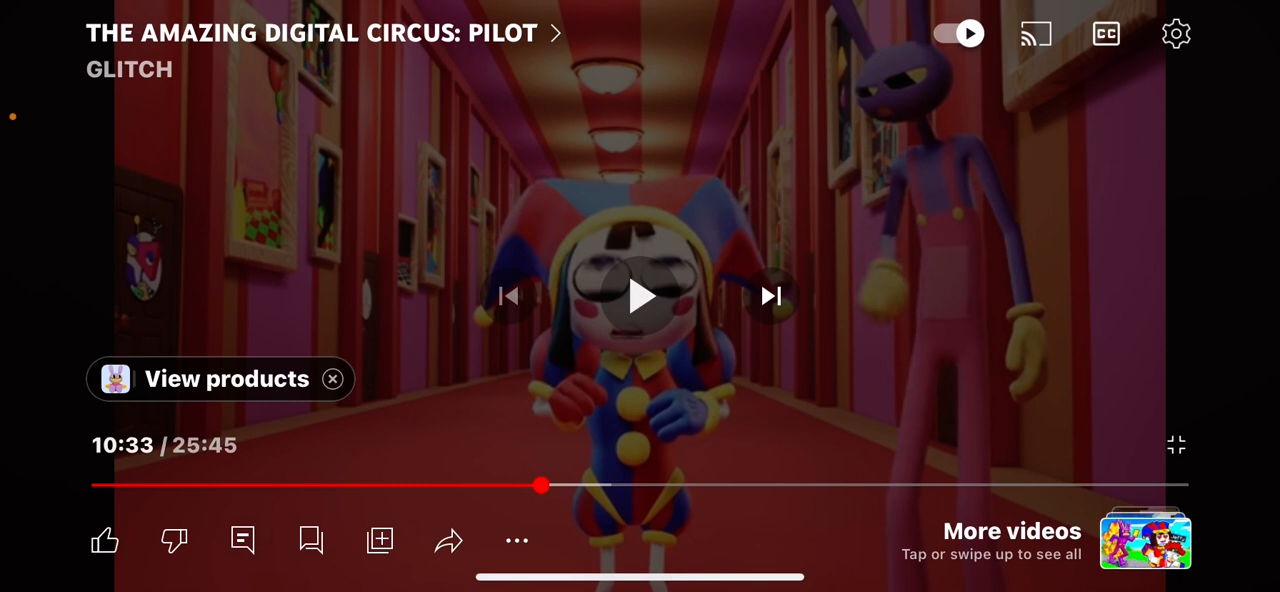 THE AMAZING DIGITAL CIRCUS: PILOT
CC
GLITCH
View products
10:33 / 25:45
More videos
Tap or swipe up to see all